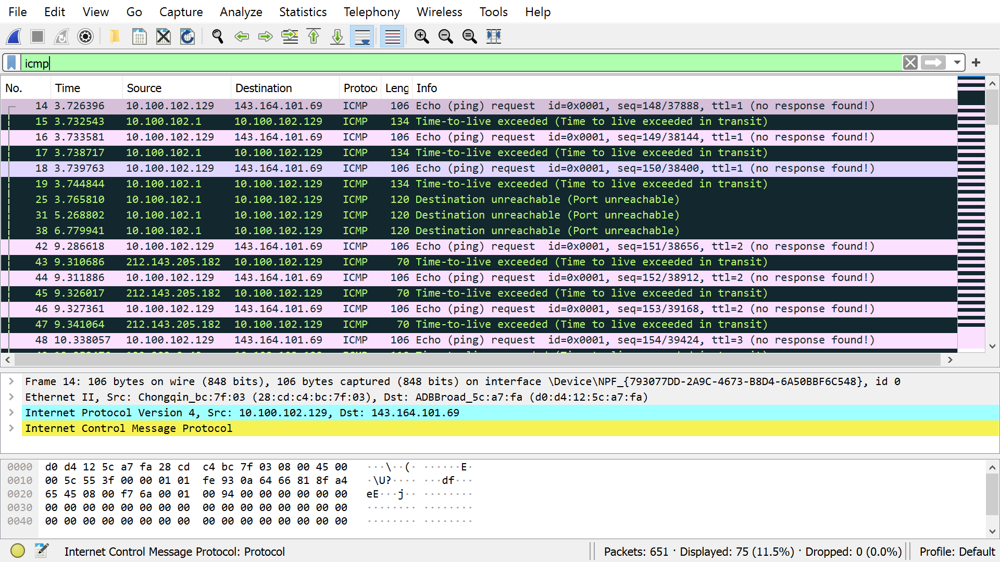 File Edit View Go Capture Analyze Statistics Telephony Wireless Tools Help
icmp
No. Time Source Destination Protoc Leng Info
14 3.726396 10.100.102.129 143.164.101.69 ICMP 106 Echo (ping) request id=0x0001, seq=148/37888, ttl=1 (no response found!)
15 3.732543 10.100.102.1 10.100.102.129 ICMP 134 Time-to-live exceeded (Time to live exceeded in transit)
16 3.733581 10.100.102.129 143.164.101.69 ICMP 106 Echo (ping) request id=0x0001, seq=149/38144, ttl=1 (no response found!)
17 3.738717 10.100.102.1 10.100.102.129 ICMP 134 Time-to-live exceeded (Time to live exceeded in transit)
18 3.739763 10.100.102.129 143.164.101.69 ICMP 106 Echo (ping) request id=0x0001, seq=150/38400, ttl=1 (no response found!)
19 3.744844 10.100.102.1 10.100.102.129 ICMP 134 Time-to-live exceeded (Time to live exceeded in transit)
25 3.765810 10.100.102.1 10.100.102.129 ICMP 120 Destination unreachable (Port unreachable)
31 5.268802 10.100.102.1 10.100.102.129 ICMP 120 Destination unreachable (Port unreachable)
38 6.779941 10.100.102.1 10.100.102.129 ICMP 120 Destination unreachable (Port unreachable)
42 9.286618 10.100.102.129 143.164.101.69 ICMP 106 Echo (ping) request id=0x0001, seq=151/38656, ttl=2 (no response found!)
43 9.310686 212.143.205.182 10.100.102.129 ICMP 70 Time-to-live exceeded (Time to live exceeded in transit)
44 9.311886 10.100.102.129 143.164.101.69 ICMP 106 Echo (ping) request id=0x0001, seq=152/38912, ttl=2 (no response found!)
45 9.326017 212.143.205.182 10.100.102.129 ICMP 70 Time-to-live exceeded (Time to live exceeded in transit)
46 9.327361 10.100.102.129 143.164.101.69 ICMP 106 Echo (ping) request id=0x0001, seq=153/39168, ttl=2 (no response found!)
47 9.341064 212.143.205.182 10.100.102.129 ICMP 70 Time-to-live exceeded (Time to live exceeded in transit)
48 10.338057 10.100.102.129 143.164.101.69 ICMP 106 Echo (ping) request id=0x0001, seq=154/39424, ttl=3 (no response found!)
Frame 14: 106 bytes on wire (848 bits), 106 bytes captured (848 bits) on interface \Device\NPF_{793077DD-2A9C-4673-B8D4-6A50BBF6C548}, id 0
Ethernet II, Src: Chongqin_bc:7f:03 (28:cd:c4:bc:7f:03), Dst: ADBBroad_5c:a7:fa (d0:d4:12:5c:a7:fa)
Internet Protocol Version 4, Src: 10.100.102.129, Dst: 143.164.101.69
Internet Control Message Protocol
0000 d0 d4 12 5c a7 fa 28 cd c4 bc 7f 03 08 00 45 00 ···\··(· ······E·
0010 00 5c 55 3f 00 00 01 01 fe 93 0a 64 66 81 8f a4 ·\U?···· ···df···
0020 65 45 08 00 f7 6a 00 01 00 94 00 00 00 00 00 00 eE···j·· ········
0030 00 00 00 00 00 00 00 00 00 00 00 00 00 00 00 00 ········ ········
0040 00 00 00 00 00 00 00 00 00 00 00 00 00 00 00 00 ········ ········
Internet Control Message Protocol: Protocol Packets: 651 · Displayed: 75 (11.5%) · Dropped: 0 (0.0%) Profile: Default